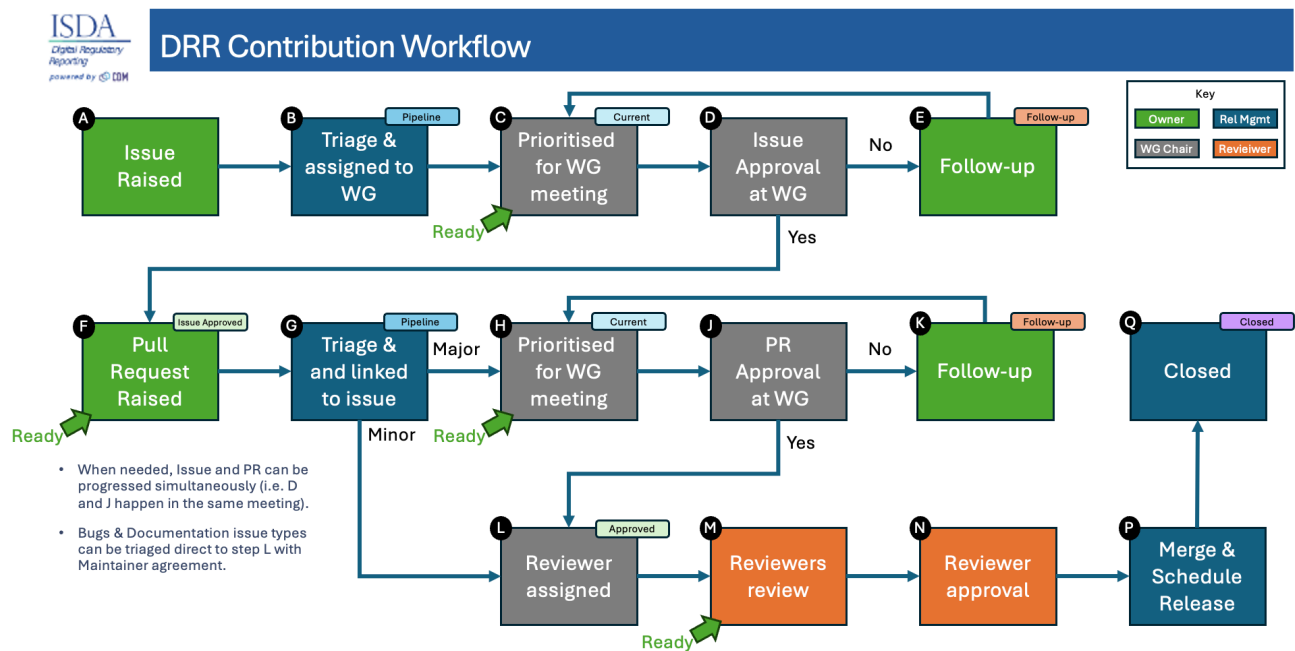 ISDA
Digital Regulatory
Reporting
powered by CDM
DRR Contribution Workflow
Key
Owner
Rel Mgmt
WG Chair
Revieiwer
A
Issue
Raised
B
Pipeline
Triage &
assigned to
WG
C
Current
Prioritised
for WG
meeting
Ready
D
Issue
Approval
at WG
No
Yes
E
Follow-up
Follow-up
F
Issue Approved
Pull
Request
Raised
Ready
G
Pipeline
Triage &
and linked
to issue
Major
Minor
H
Current
Prioritised
for WG
meeting
Ready
J
PR
Approval
at WG
No
Yes
K
Follow-up
Follow-up
Q
Closed
Closed
• When needed, Issue and PR can be
progressed simultaneously (i.e. D
and J happen in the same meeting).
• Bugs & Documentation issue types
can be triaged direct to step L with
Maintainer agreement.
L
Approved
Reviewer
assigned
M
Reviewers
review
Ready
N
Reviewer
approval
P
Merge &
Schedule
Release